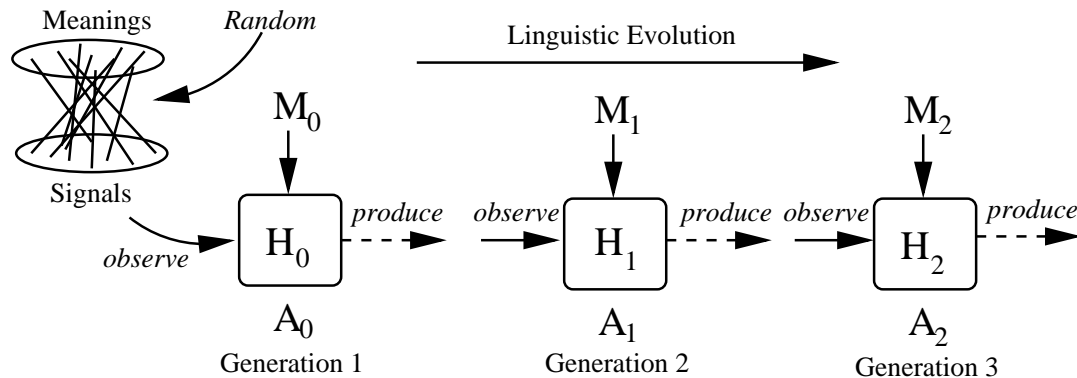 Meanings
Random
Linguistic Evolution
M0
M1
M2
Signals
observe
produce
observe
produce
observe
produce
H0
H1
H2
A0
A1
A2
Generation 1
Generation 2
Generation 3